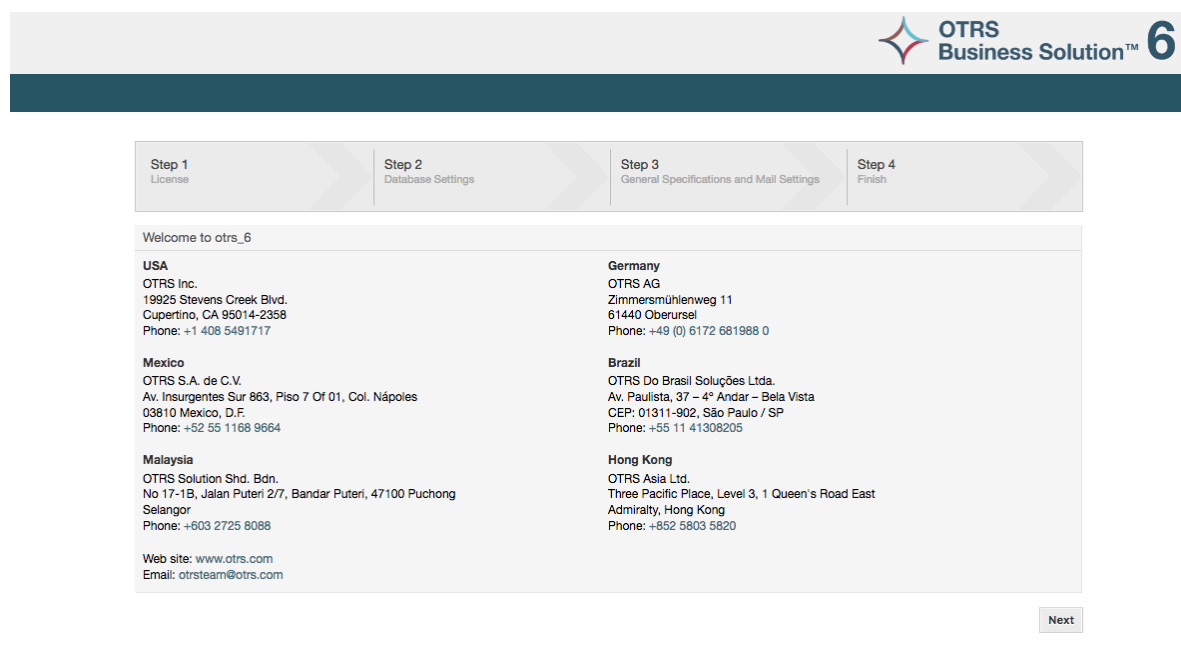 OTRS
Business Solution™ 6
Step 1
License
Step 2
Database Settings
Step 3
General Specifications and Mail Settings
Step 4
Finish
Welcome to otrs_6
USA
OTRS Inc.
19925 Stevens Creek Blvd.
Cupertino, CA 95014-2358
Phone: +1 408 5491717
Germany
OTRS AG
Zimmersmühlenweg 11
61440 Oberursel
Phone: +49 (0) 6172 681988 0
Mexico
OTRS S.A. de C.V.
Av. Insurgentes Sur 863, Piso 7 Of 01, Col. Nápoles
03810 Mexico, D.F.
Phone: +52 55 1168 9664
Brazil
OTRS Do Brasil Soluções Ltda.
Av. Paulista, 37 – 4º Andar – Bela Vista
CEP: 01311-902, São Paulo / SP
Phone: +55 11 41308205
Malaysia
OTRS Solution Shd. Bdn.
No 17-1B, Jalan Puteri 2/7, Bandar Puteri, 47100 Puchong
Selangor
Phone: +603 2725 8088
Hong Kong
OTRS Asia Ltd.
Three Pacific Place, Level 3, 1 Queen's Road East
Admiralty, Hong Kong
Phone: +852 5803 5820
Web site: www.otrs.com
Email: otrsteam@otrs.com
Next